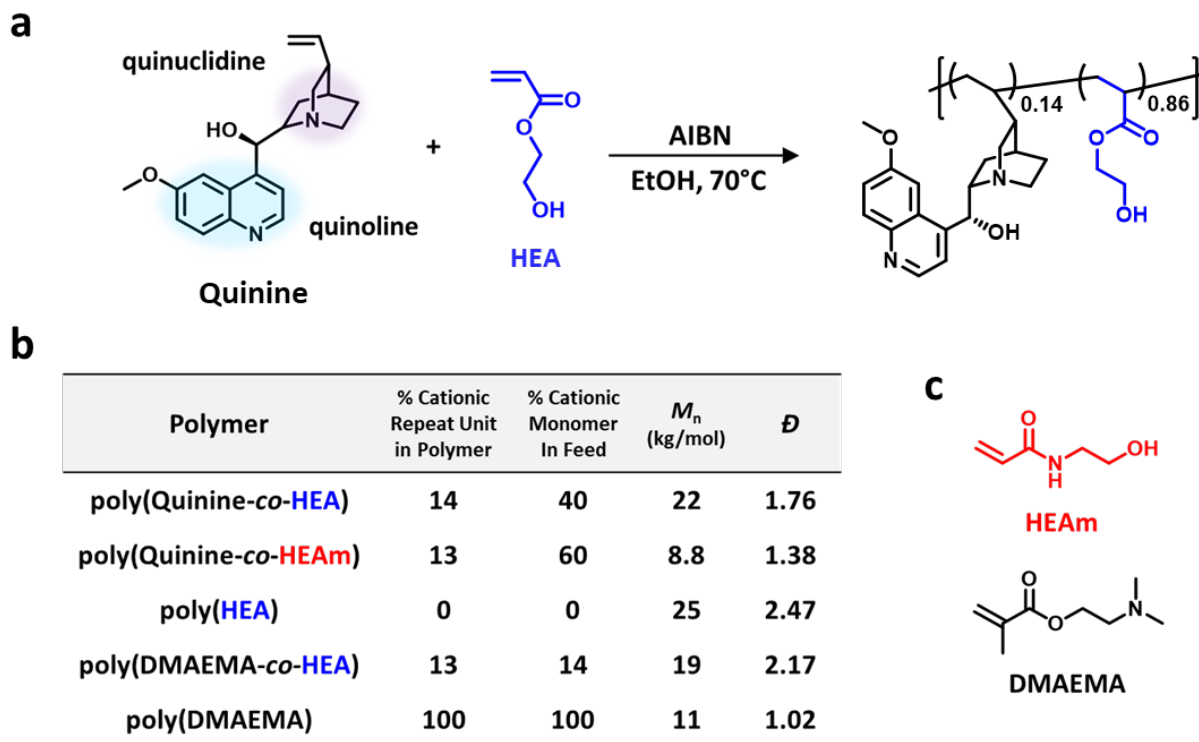 a
quinuclidine
HO
N
O
N
quinoline
Quinine
+
O
O
OH
HEA
AIBN
EtOH, 70°C
[ ( ) 0.14 ( ) 0.86 ]
O
N
OH
N
O
O
OH
b
Polymer % Cationic Repeat Unit in Polymer % Cationic Monomer In Feed Mn (kg/mol) Đ
poly(Quinine-co-HEA) 14 40 22 1.76
poly(Quinine-co-HEAm) 13 60 8.8 1.38
poly(HEA) 0 0 25 2.47
poly(DMAEMA-co-HEA) 13 14 19 2.17
poly(DMAEMA) 100 100 11 1.02
c
O
N
H
OH
HEAm
O
O
N
DMAEMA